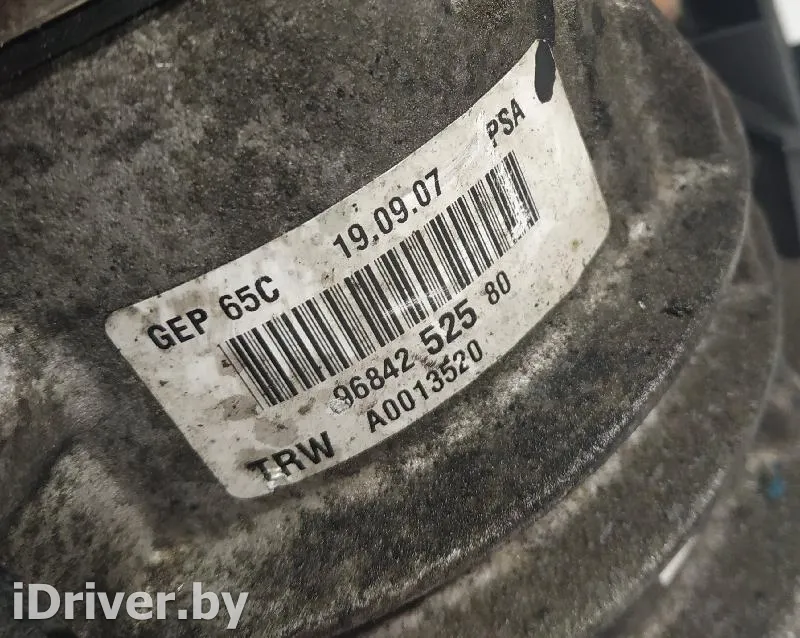 GEP 65C 19.09.07 PSA
96842 525 80
TRW A0013520
iDriver.by